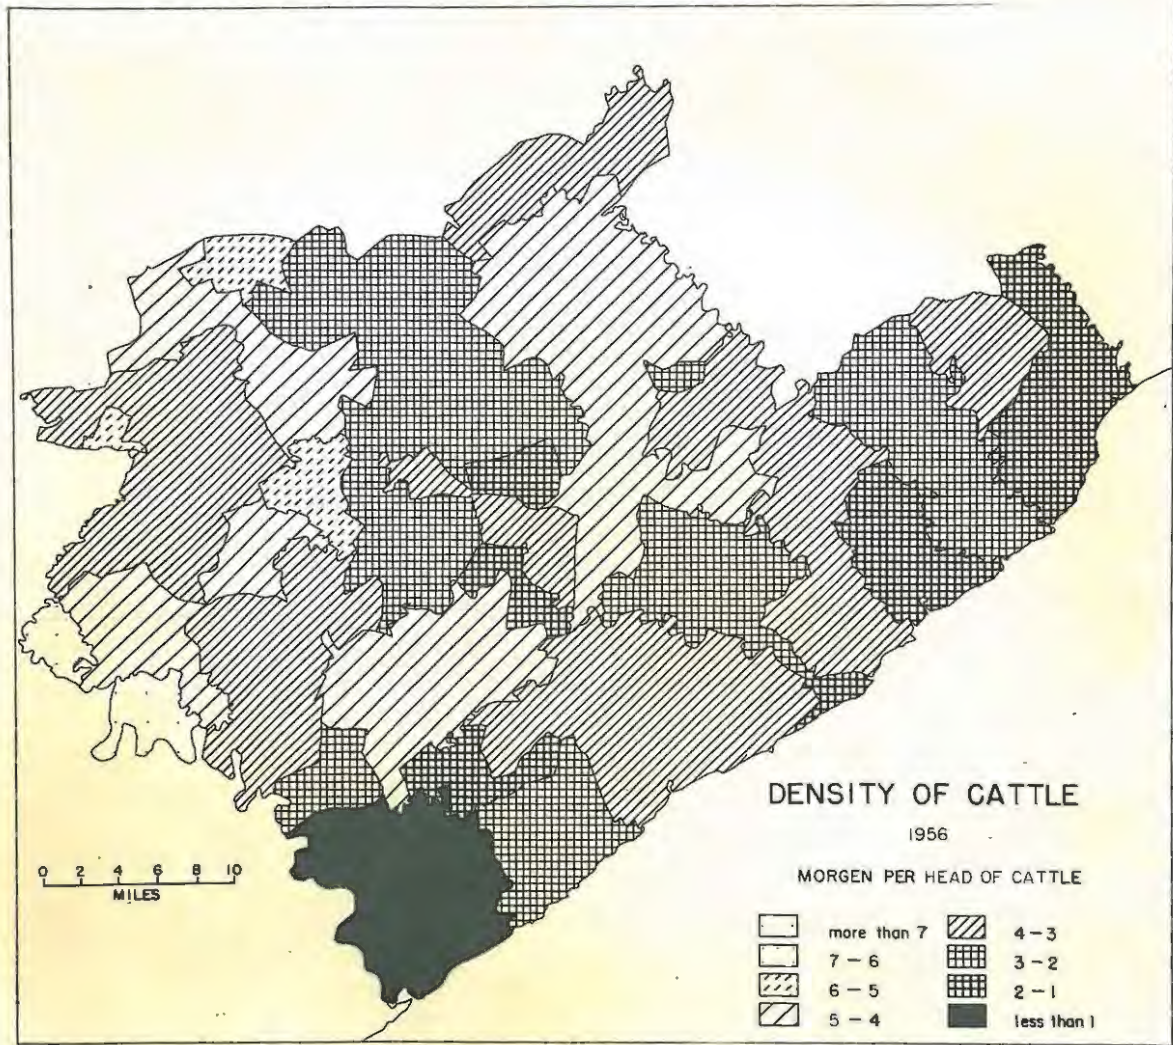 DENSITY OF CATTLE
1956
MORGEN PER HEAD OF CATTLE
more than 7
7 – 6
6 – 5
5 – 4
4 – 3
3 – 2
2 – 1
less than 1
0 2 4 6 8 10
MILES